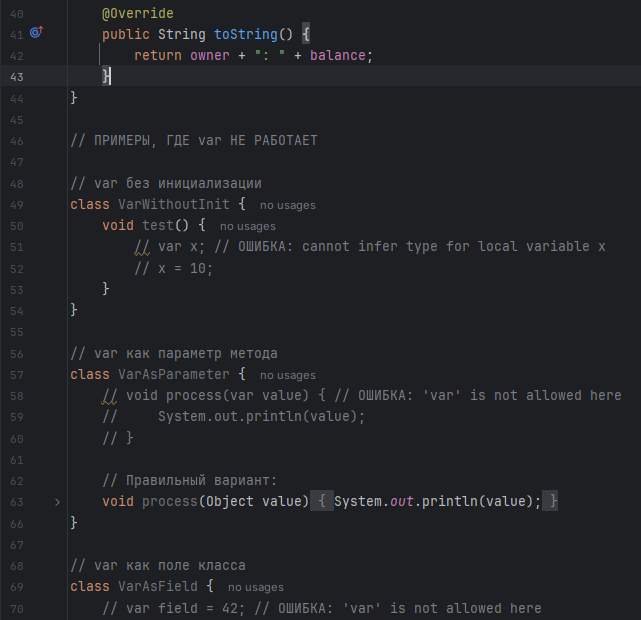 40 @Override
41 public String toString() {
42 return owner + ": " + balance;
43 }
44 }
45
46 // ПРИМЕРЫ, ГДЕ var НЕ РАБОТАЕТ
47
48 // var без инициализации
49 class VarWithoutInit { no usages
50 void test() { no usages
51 // var x; // ОШИБКА: cannot infer type for local variable x
52 // x = 10;
53 }
54 }
55
56 // var как параметр метода
57 class VarAsParameter { no usages
58 // void process(var value) { // ОШИБКА: 'var' is not allowed here
59 //     System.out.println(value);
60 // }
61
62 // Правильный вариант:
63 void process(Object value) { System.out.println(value); }
66 }
67
68 // var как поле класса
69 class VarAsField { no usages
70 // var field = 42; // ОШИБКА: 'var' is not allowed here